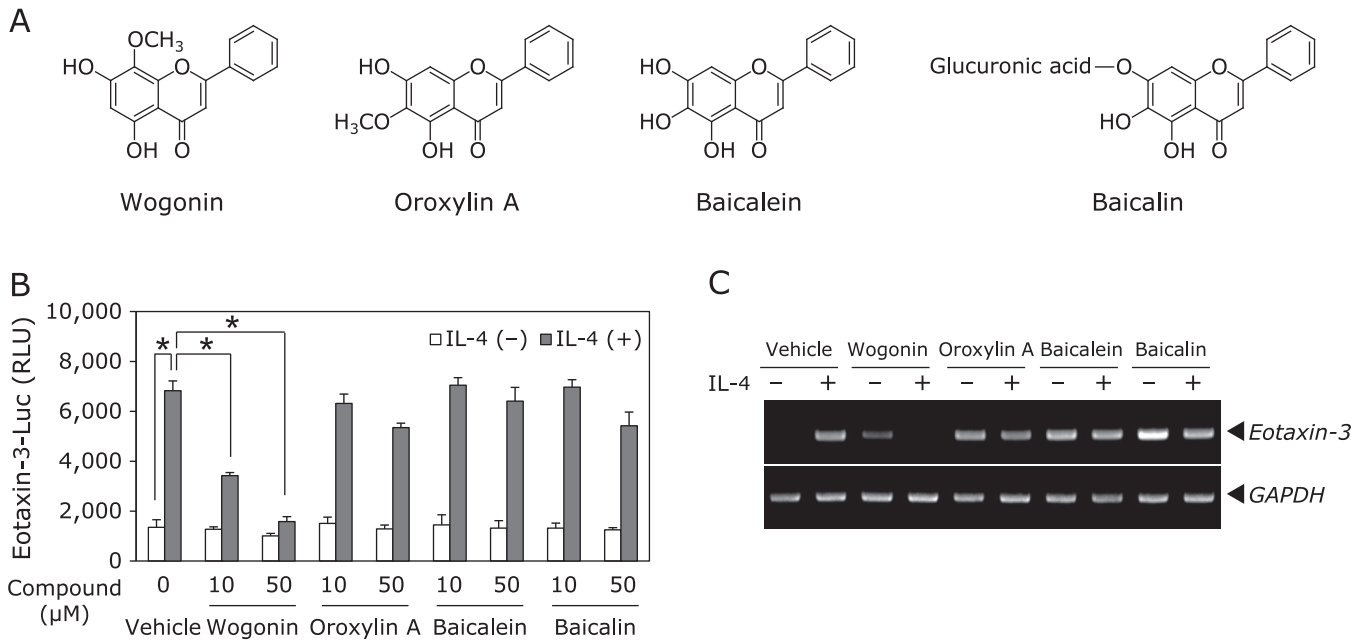 A
OCH₃
HO
O
OH
O
Wogonin
HO
O
H₃CO
OH
O
Oroxylin A
HO
O
HO
OH
O
Baicalein
Glucuronic acid—O
O
HO
OH
O
Baicalin
B
Eotaxin-3-Luc (RLU)
10,000
8,000
6,000
4,000
2,000
0
* * *
IL-4 (−) IL-4 (+)
Compound (µM)
0 10 50 10 50 10 50 10 50
Vehicle Wogonin Oroxylin A Baicalein Baicalin
C
Vehicle Wogonin Oroxylin A Baicalein Baicalin
IL-4 − + − + − + − + − +
Eotaxin-3
GAPDH